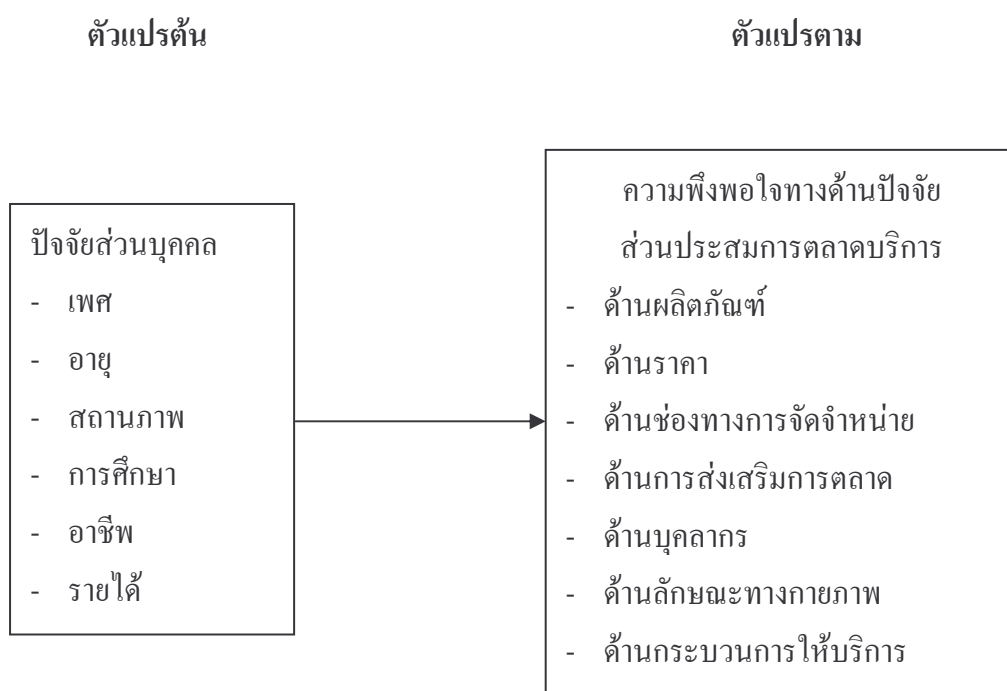 ตัวแปรต้น
ตัวแปรตาม
ปัจจัยส่วนบุคคล
- เพศ
- อายุ
- สถานภาพ
- การศึกษา
- อาชีพ
- รายได้
ความพึงพอใจทางด้านปัจจัย
ส่วนประสมการตลาดบริการ
- ด้านผลิตภัณฑ์
- ด้านราคา
- ด้านช่องทางการจัดจำหน่าย
- ด้านการส่งเสริมการตลาด
- ด้านบุคลากร
- ด้านลักษณะทางกายภาพ
- ด้านกระบวนการให้บริการ